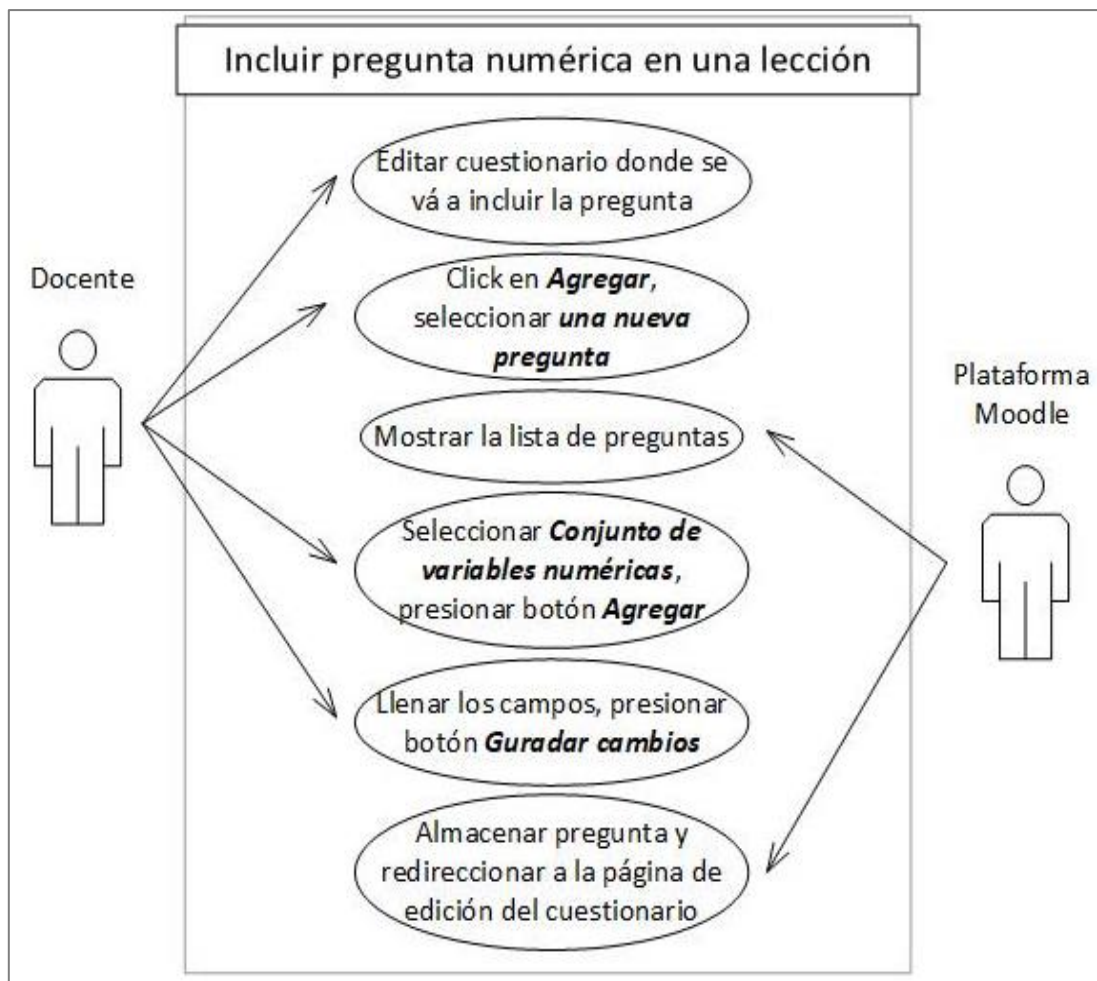 Incluir pregunta numérica en una lección
Editar cuestionario donde se
vá a incluir la pregunta
Docente
Click en Agregar,
seleccionar una nueva
pregunta
Plataforma
Moodle
Mostrar la lista de preguntas
Seleccionar Conjunto de
variables numéricas,
presionar botón Agregar
Llenar los campos, presionar
botón Guradar cambios
Almacenar pregunta y
redireccionar a la página de
edición del cuestionario